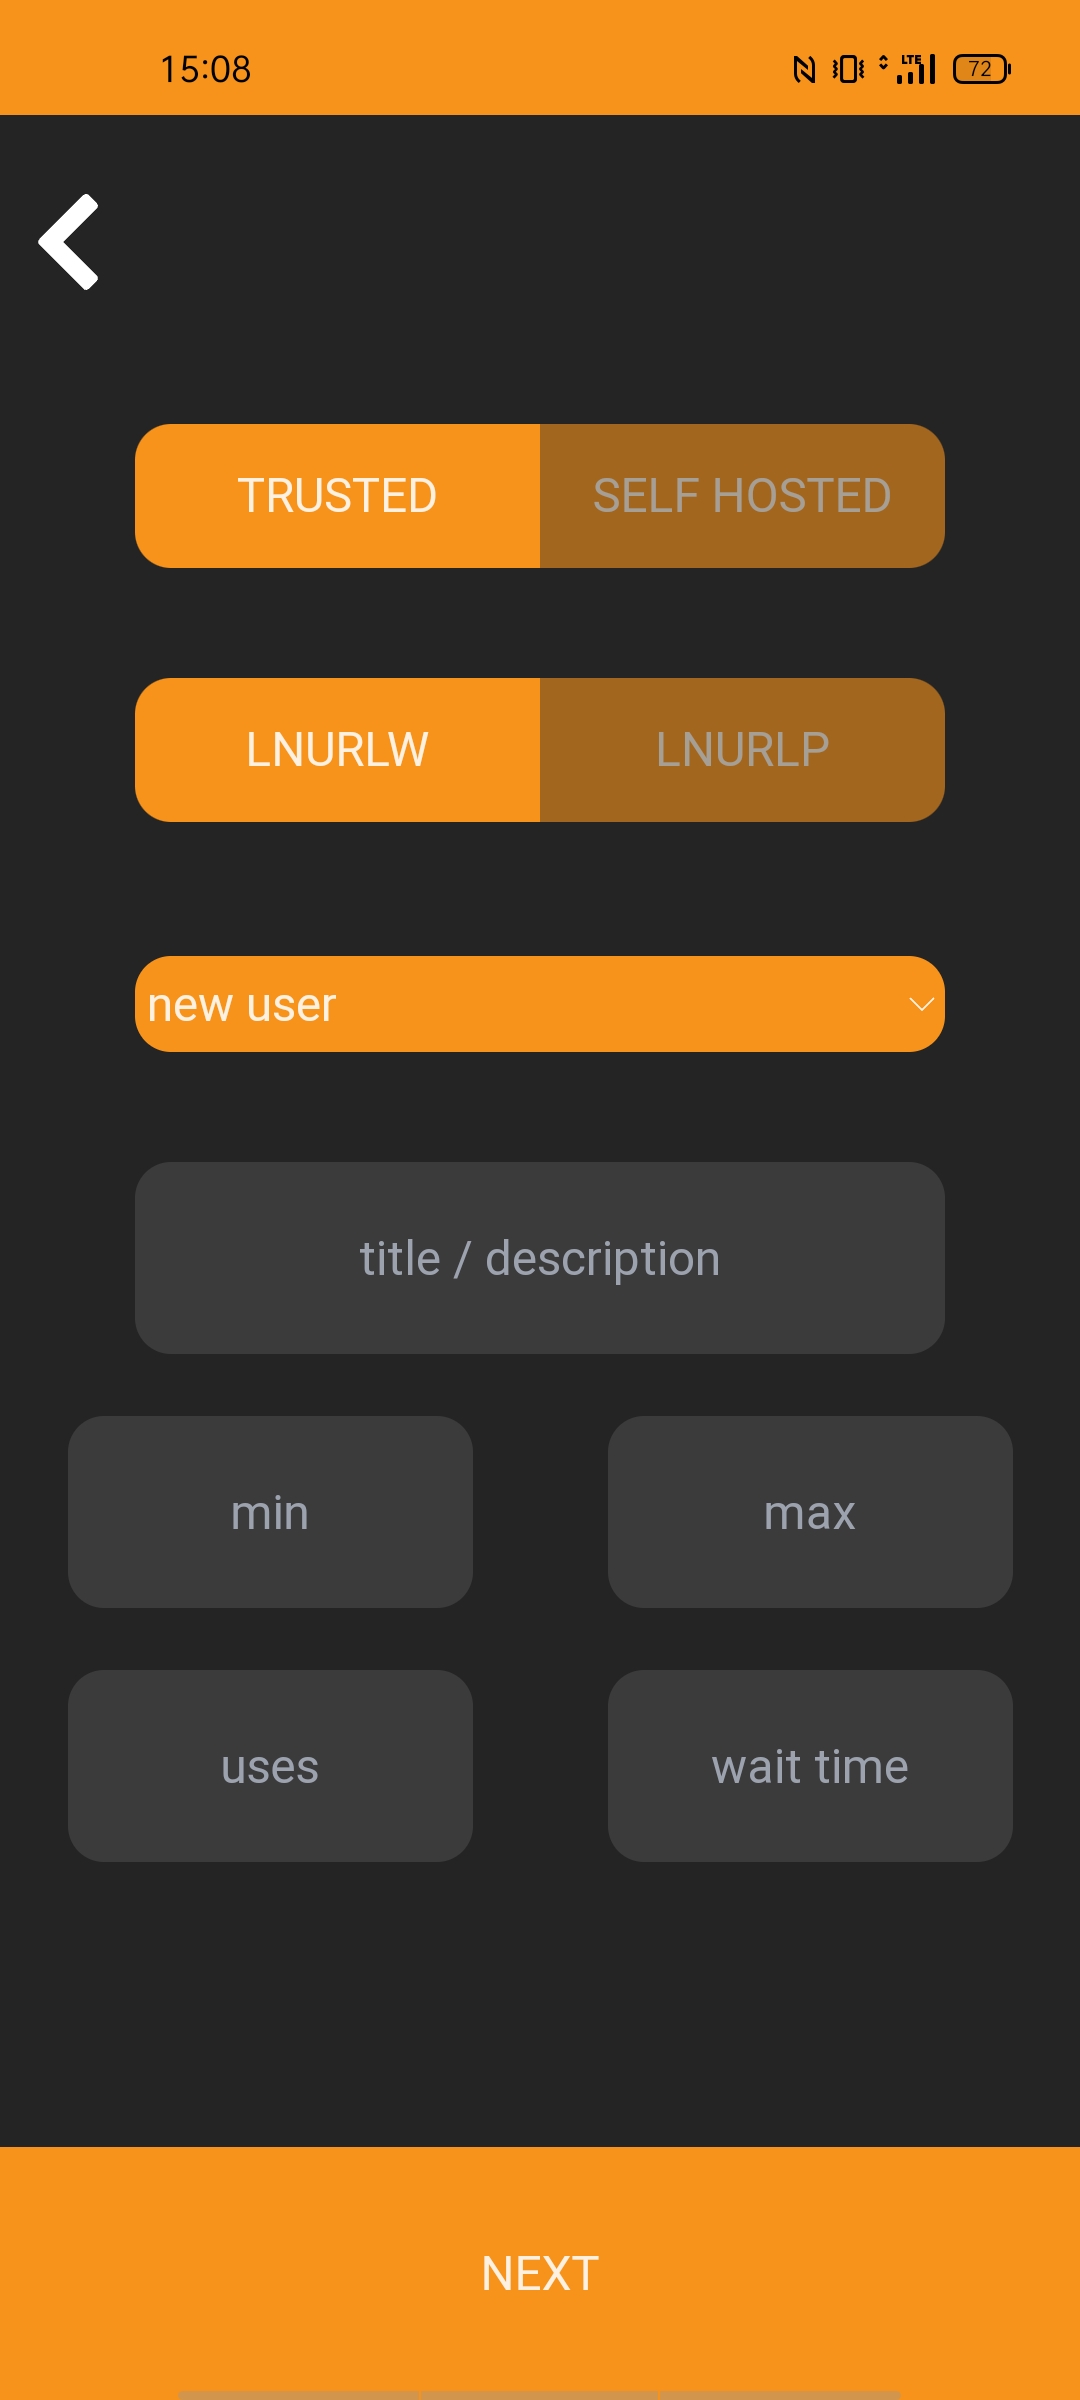 15:08 LTE 72
TRUSTED SELF HOSTED
LNURLW LNURLP
new user
title / description
min max
uses wait time
NEXT